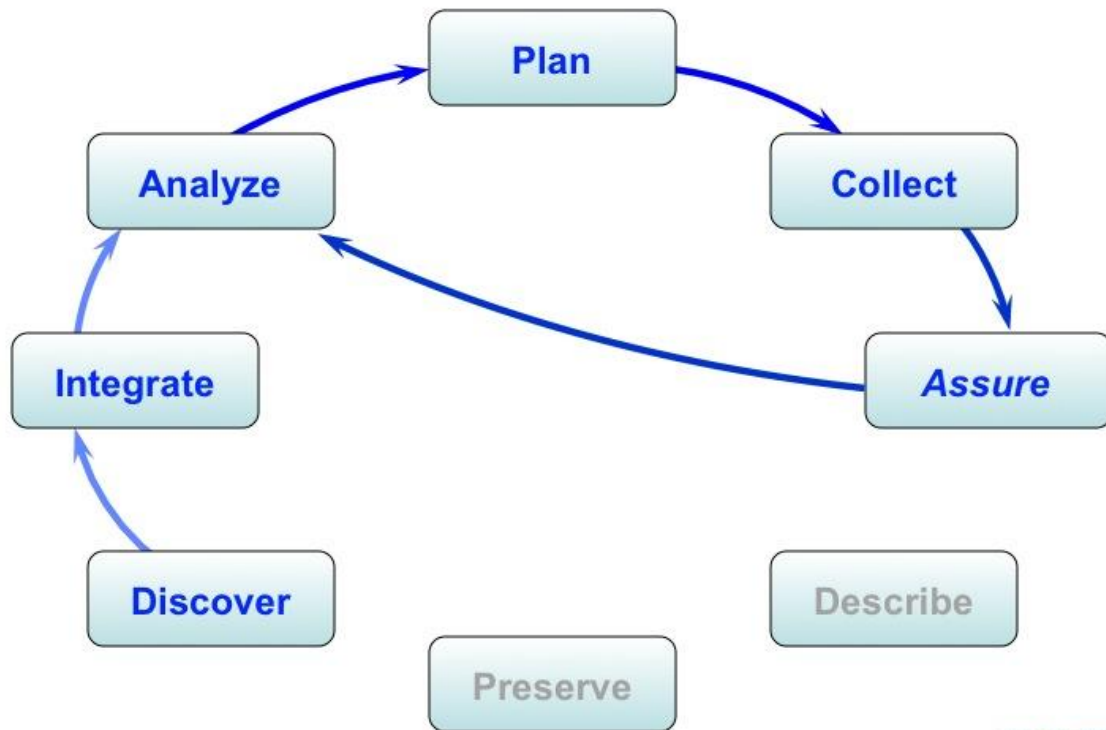 Plan
Analyze
Collect
Integrate
Assure
Discover
Describe
Preserve